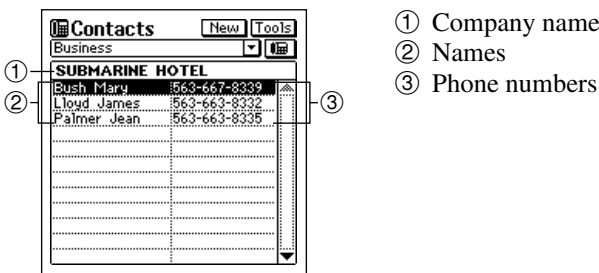 Contacts New Tools
Business
① SUBMARINE HOTEL
② Bush Mary 563-667-8339 ③
Lloyd James 563-663-8332
Palmer Jean 563-663-8335
① Company name
② Names
③ Phone numbers